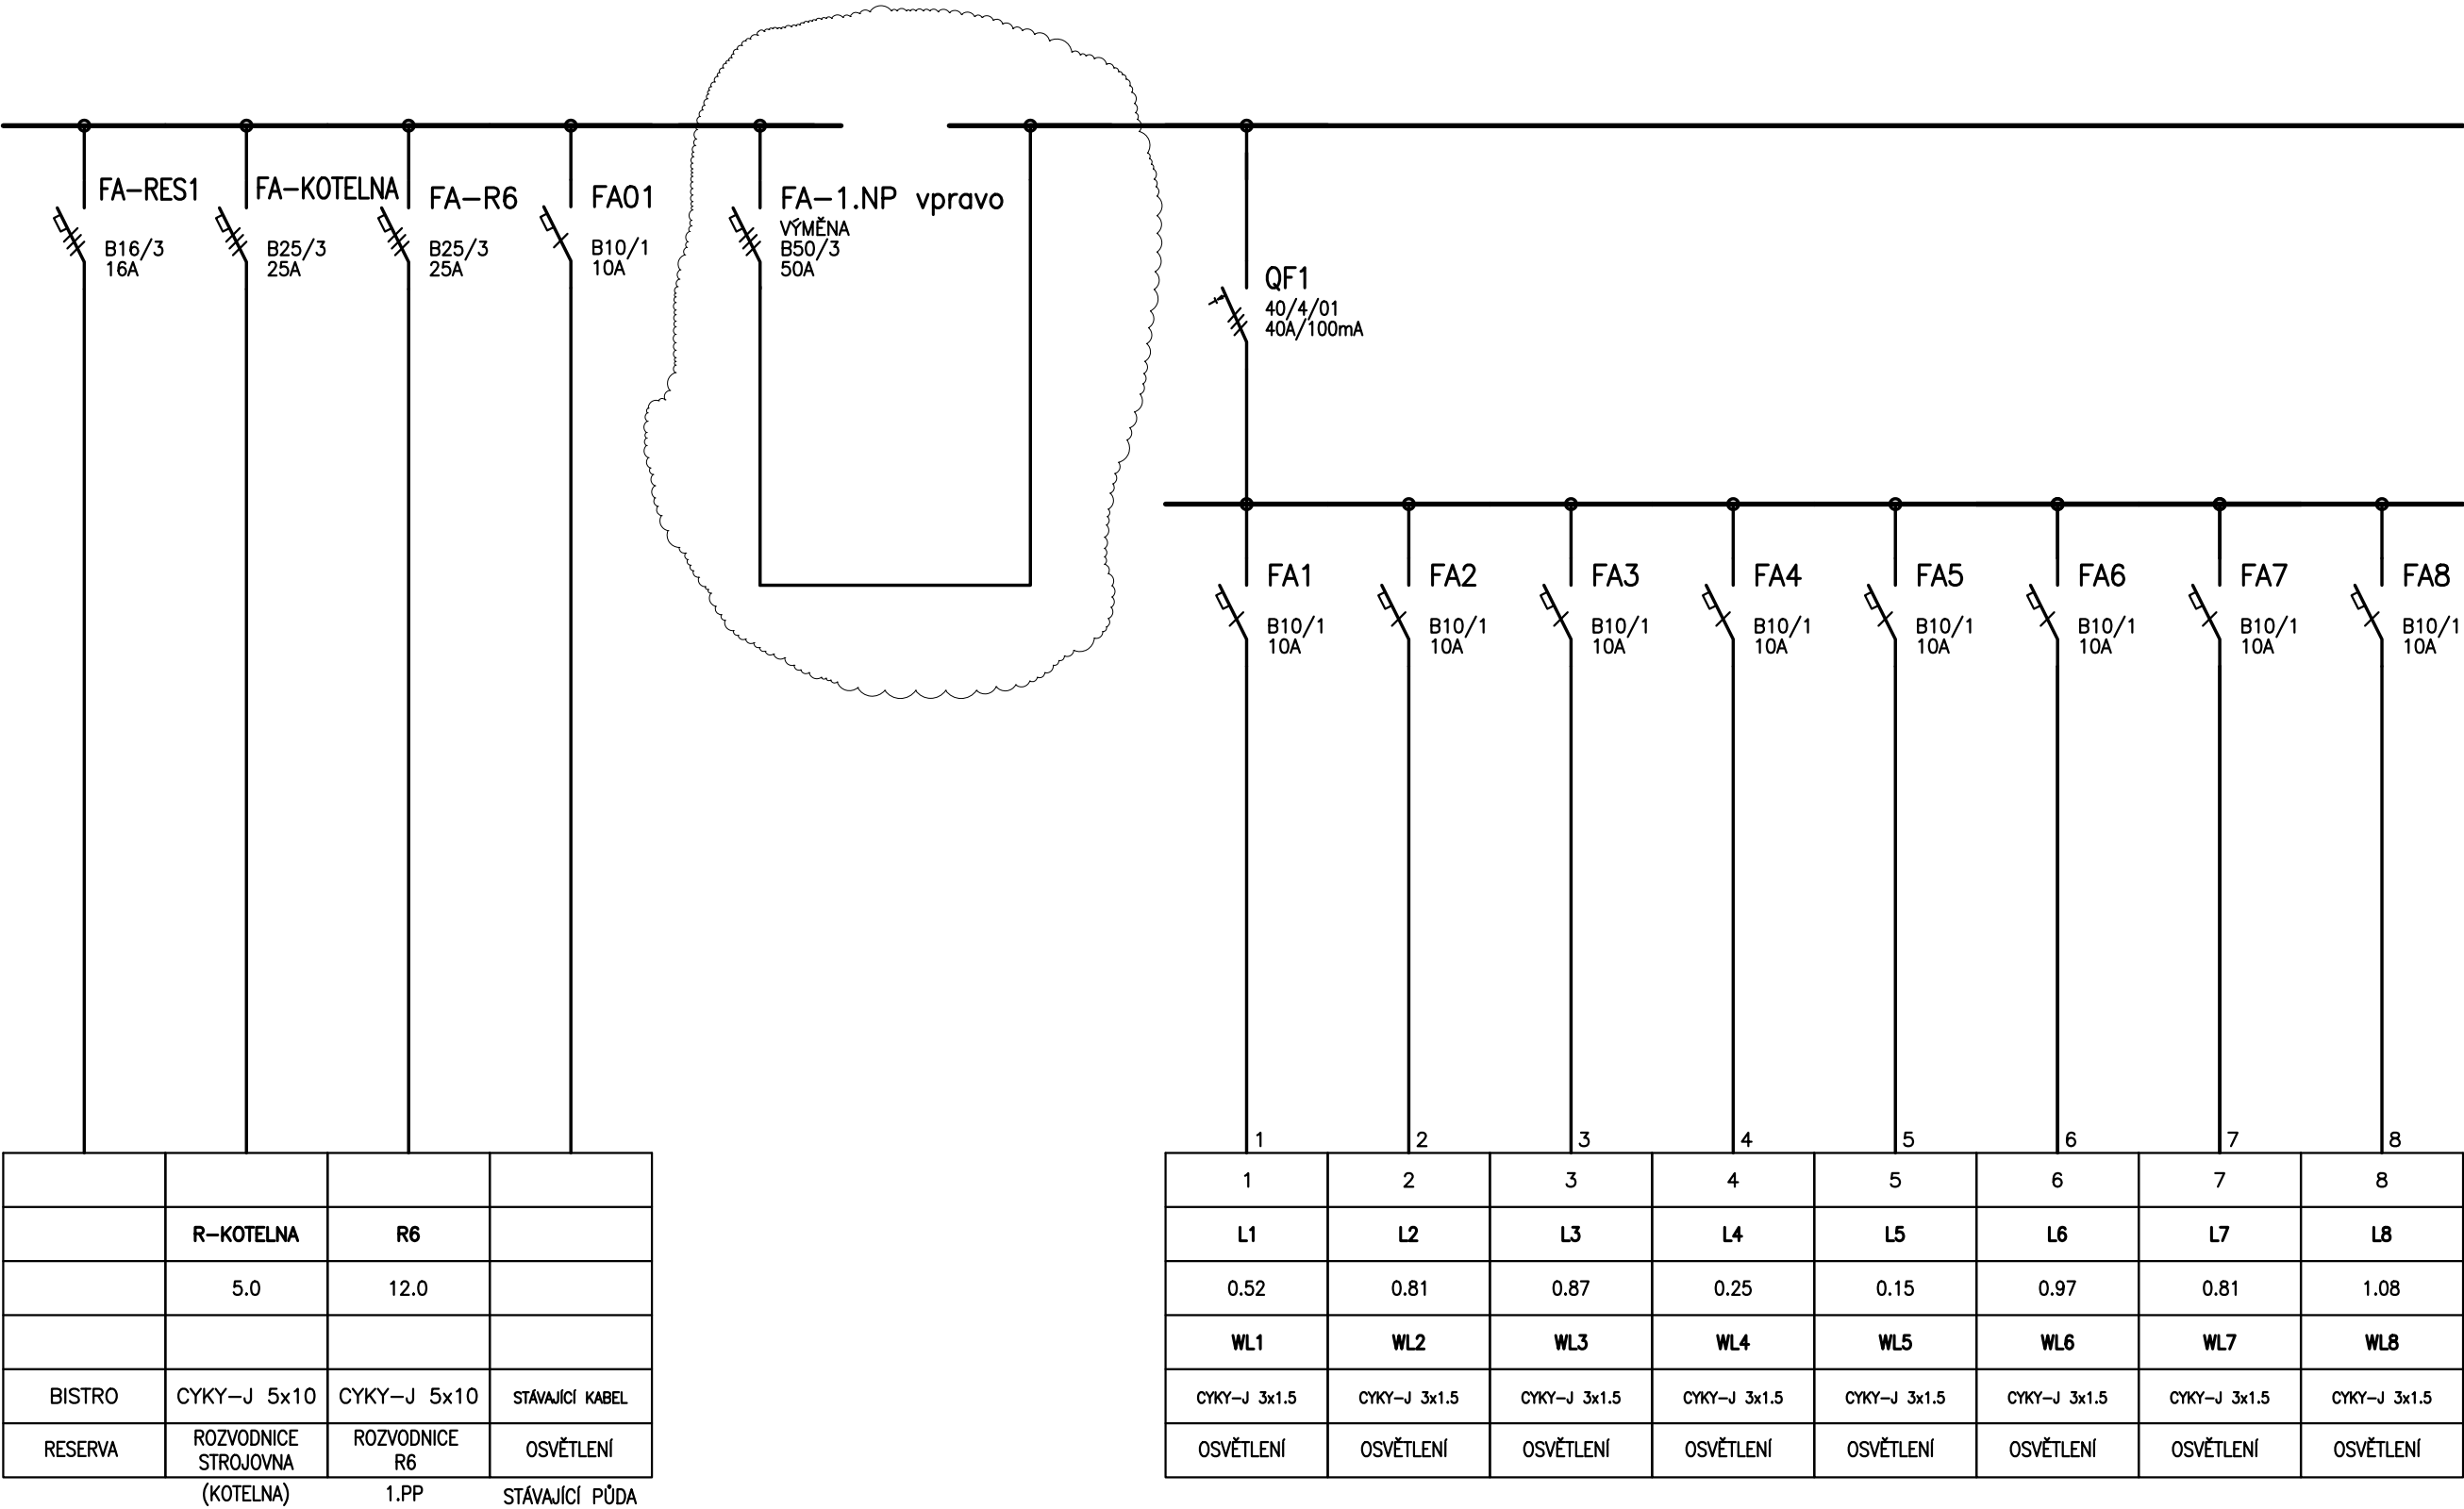 FA-RES1
B16/3
16A
FA-KOTELNA
B25/3
25A
FA-R6
B25/3
25A
FA01
B10/1
10A
FA-1.NP vpravo
VÝMĚNA
B50/3
50A
QF1
40/4/01
40A/100mA
FA1
B10/1
10A
FA2
B10/1
10A
FA3
B10/1
10A
FA4
B10/1
10A
FA5
B10/1
10A
FA6
B10/1
10A
FA7
B10/1
10A
FA8
B10/1
10A
R-KOTELNA R6
5.0 12.0
BISTRO CYKY-J 5x10 CYKY-J 5x10 STÁVAJÍCÍ KABEL
RESERVA
ROZVODNICE
STROJOVNA
(KOTELNA)
ROZVODNICE
R6
1.PP
OSVĚTLENÍ
STÁVAJÍCÍ PŮDA
1 2 3 4 5 6 7 8
1 2 3 4 5 6 7 8
L1 L2 L3 L4 L5 L6 L7 L8
0.52 0.81 0.87 0.25 0.15 0.97 0.81 1.08
WL1 WL2 WL3 WL4 WL5 WL6 WL7 WL8
CYKY-J 3x1.5 CYKY-J 3x1.5 CYKY-J 3x1.5 CYKY-J 3x1.5 CYKY-J 3x1.5 CYKY-J 3x1.5 CYKY-J 3x1.5 CYKY-J 3x1.5
OSVĚTLENÍ OSVĚTLENÍ OSVĚTLENÍ OSVĚTLENÍ OSVĚTLENÍ OSVĚTLENÍ OSVĚTLENÍ OSVĚTLENÍ